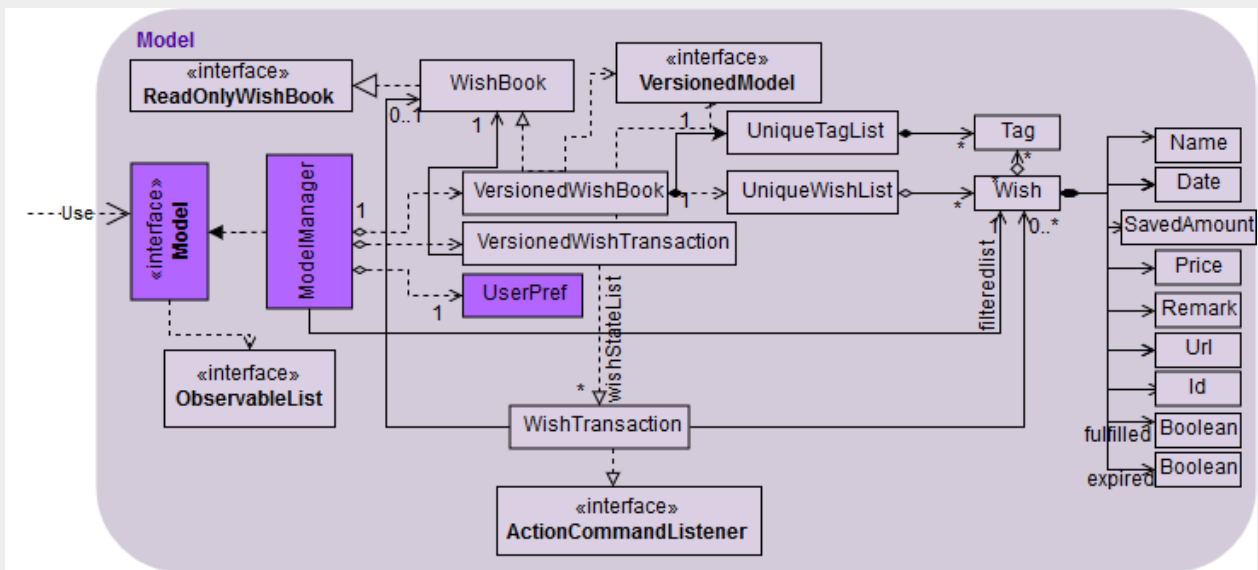 Model
«interface»
ReadOnlyWishBook
WishBook
«interface»
VersionedModel
0..1
1
1
UniqueTagList
*
Tag
*
*
Name
Date
SavedAmount
Price
Remark
Url
Id
fulfilled
Boolean
expired
Boolean
Use
«interface»
Model
ModelManager
1
VersionedWishBook
1
UniqueWishList
*
Wish
1
0..*
VersionedWishTransaction
UserPref
1
filteredlist
wishStateList
*
«interface»
ObservableList
WishTransaction
«interface»
ActionCommandListener